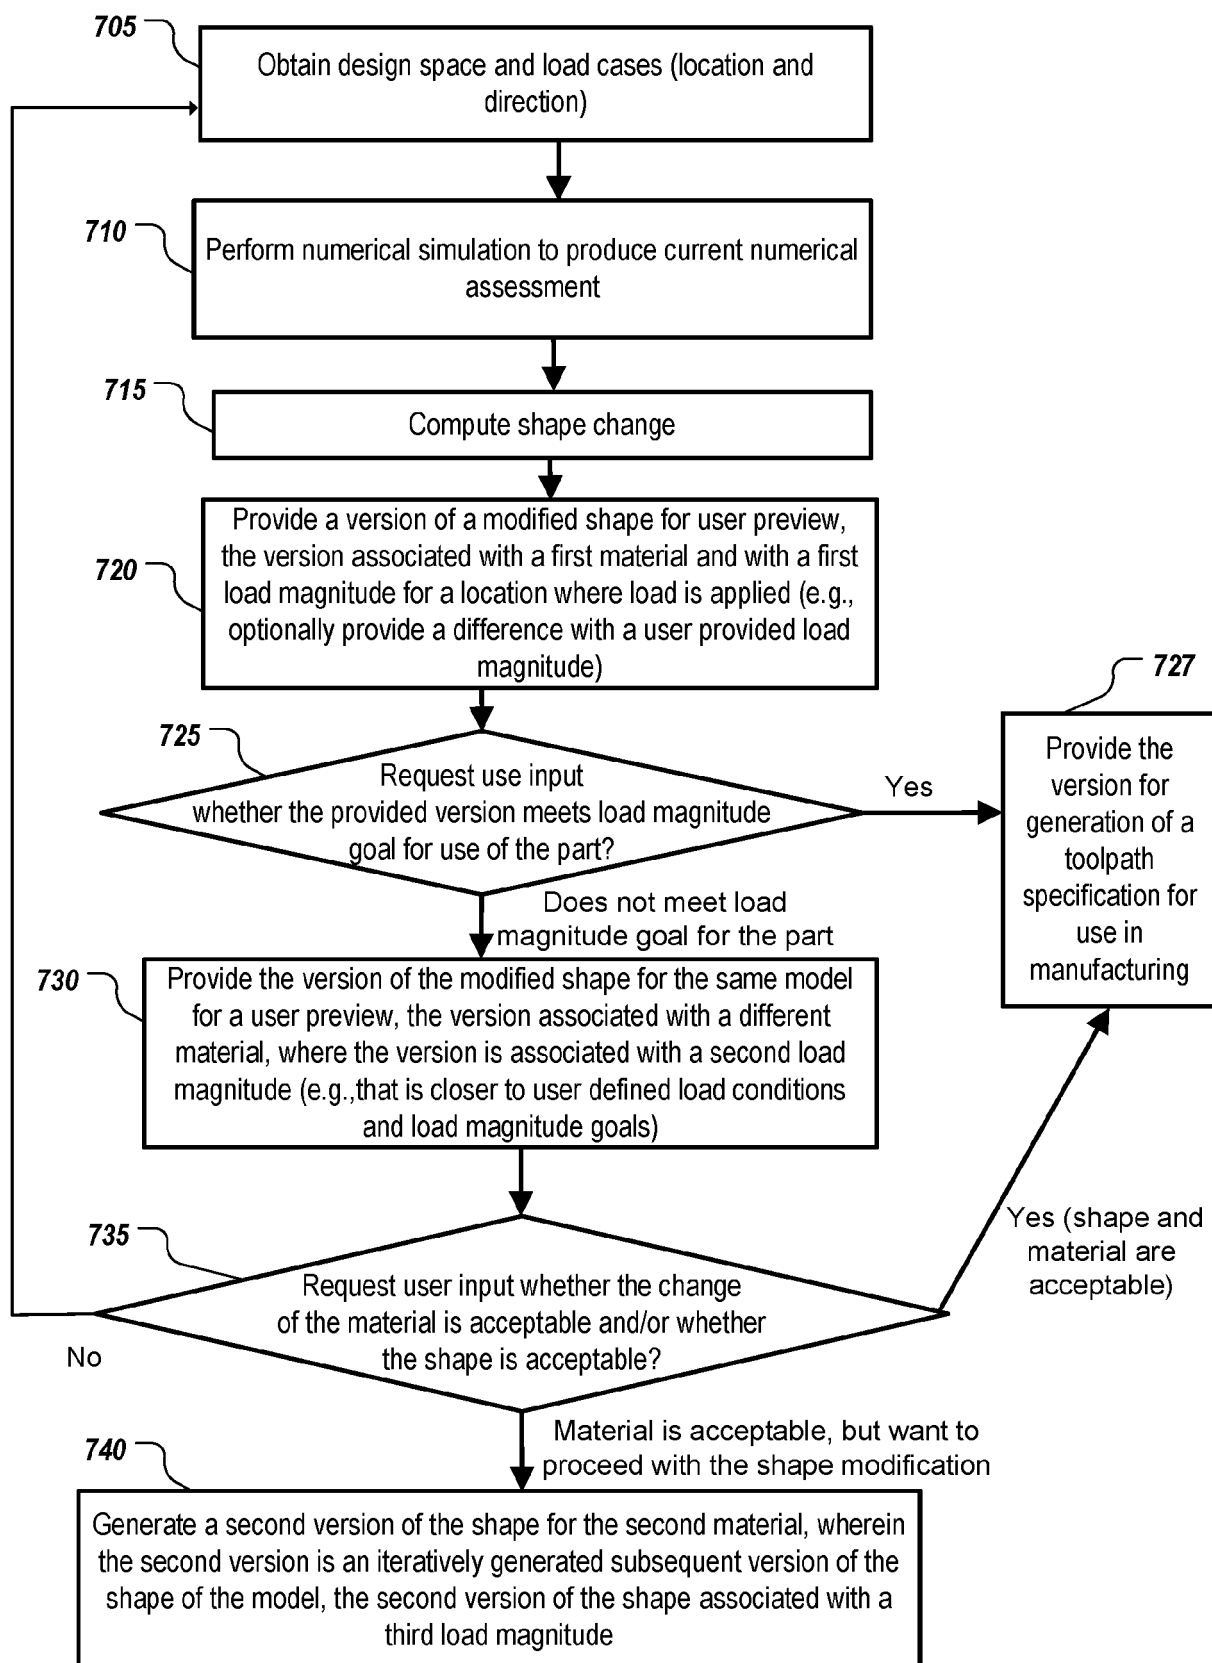 705
Obtain design space and load cases (location and
direction)
710
Perform numerical simulation to produce current numerical
assessment
715
Compute shape change
720
Provide a version of a modified shape for user preview,
the version associated with a first material and with a first
load magnitude for a location where load is applied (e.g.,
optionally provide a difference with a user provided load
magnitude)
725
Request use input
whether the provided version meets load magnitude
goal for use of the part?
Yes
727
Provide the
version for
generation of a
toolpath
specification for
use in
manufacturing
Does not meet load
magnitude goal for the part
730
Provide the version of the modified shape for the same model
for a user preview, the version associated with a different
material, where the version is associated with a second load
magnitude (e.g.,that is closer to user defined load conditions
and load magnitude goals)
735
Request user input whether the change
of the material is acceptable and/or whether
the shape is acceptable?
No
Yes (shape and
material are
acceptable)
Material is acceptable, but want to
proceed with the shape modification
740
Generate a second version of the shape for the second material, wherein
the second version is an iteratively generated subsequent version of the
shape of the model, the second version of the shape associated with a
third load magnitude